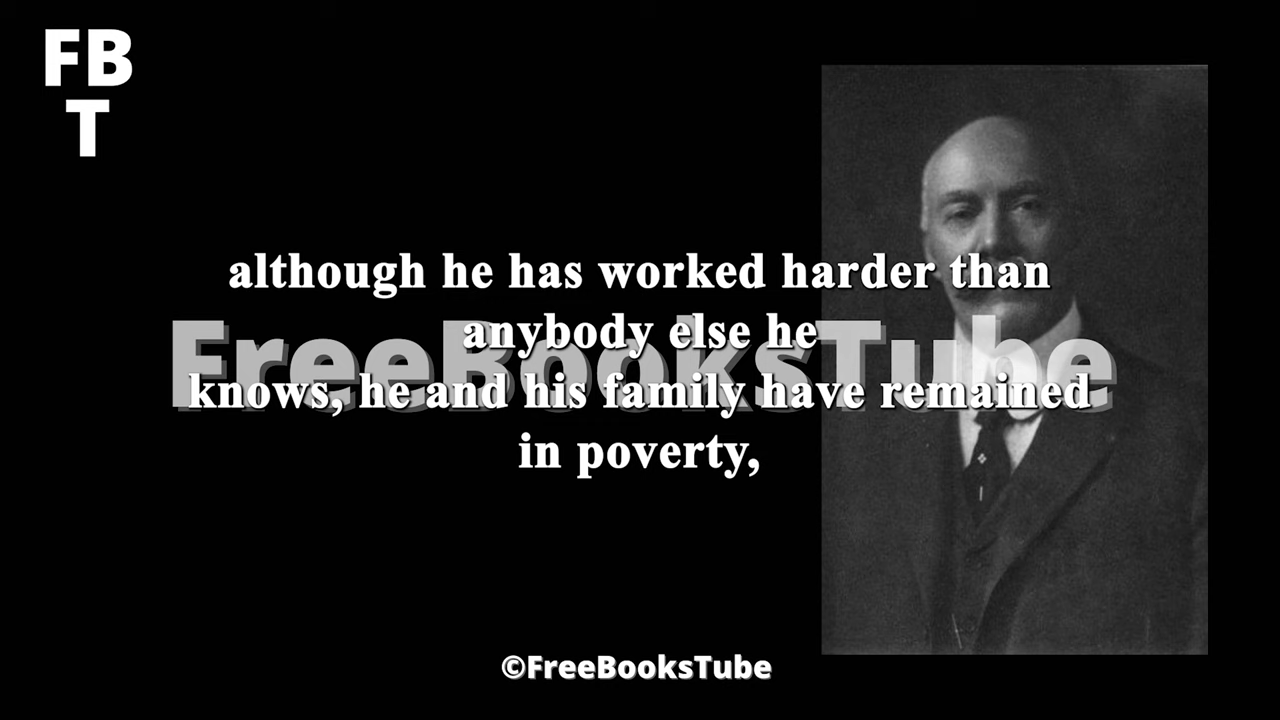 FB
T
although he has worked harder than
anybody else he
FreeBooksTube
knows, he and his family have remained
in poverty,
©FreeBooksTube